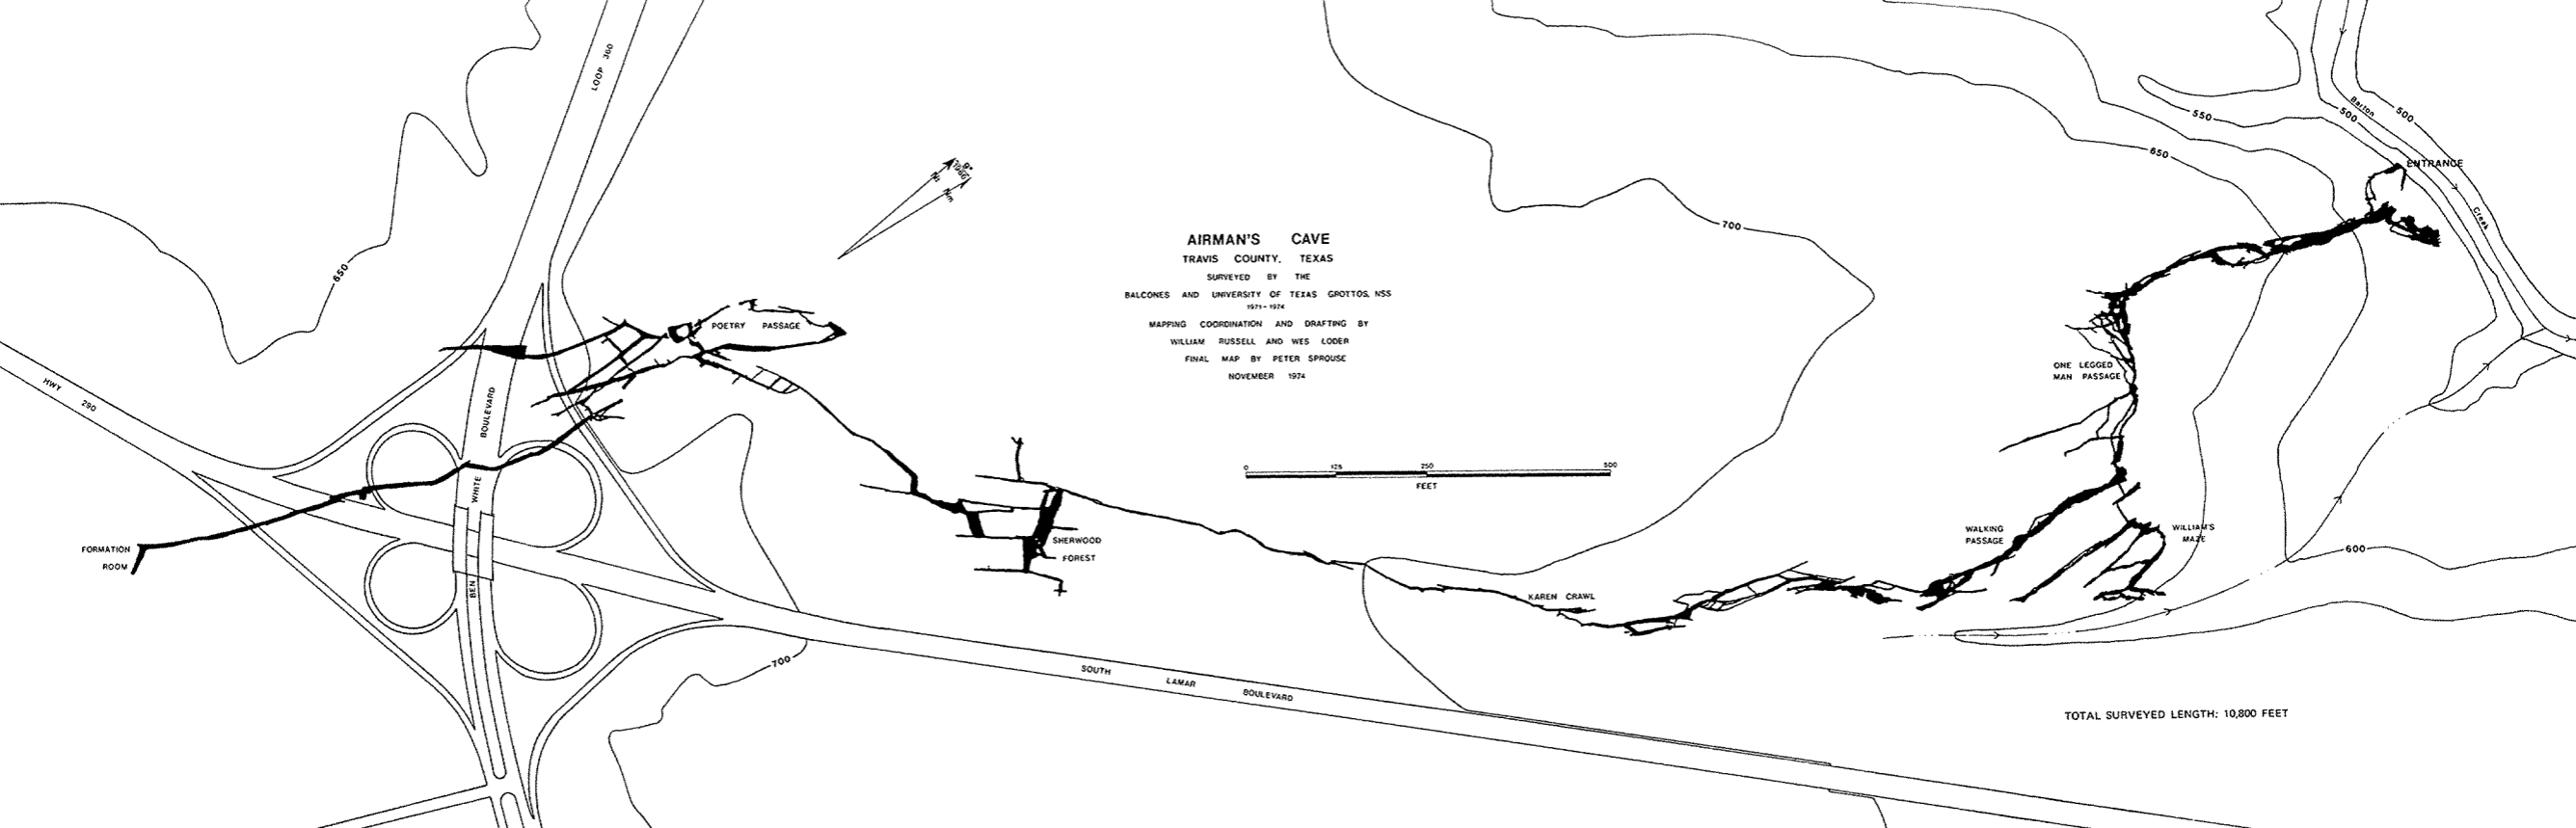 LOOP 360
Barton
500
500
550
650
ENTRANCE
Creek
9°
1966
N
Nm
700
AIRMAN'S CAVE
TRAVIS COUNTY, TEXAS
SURVEYED BY THE
BALCONES AND UNIVERSITY OF TEXAS GROTTOS, NSS
1971-1974
MAPPING COORDINATION AND DRAFTING BY
WILLIAM RUSSELL AND WES LODER
FINAL MAP BY PETER SPROUSE
NOVEMBER 1974
650
POETRY PASSAGE
HWY 290
ONE LEGGED
MAN PASSAGE
BEN WHITE BOULEVARD
0 125 250 500
FEET
WALKING
PASSAGE
WILLIAM'S
MAZE
SHERWOOD
FOREST
FORMATION
ROOM
600
KAREN CRAWL
700
SOUTH LAMAR BOULEVARD
TOTAL SURVEYED LENGTH: 10,800 FEET